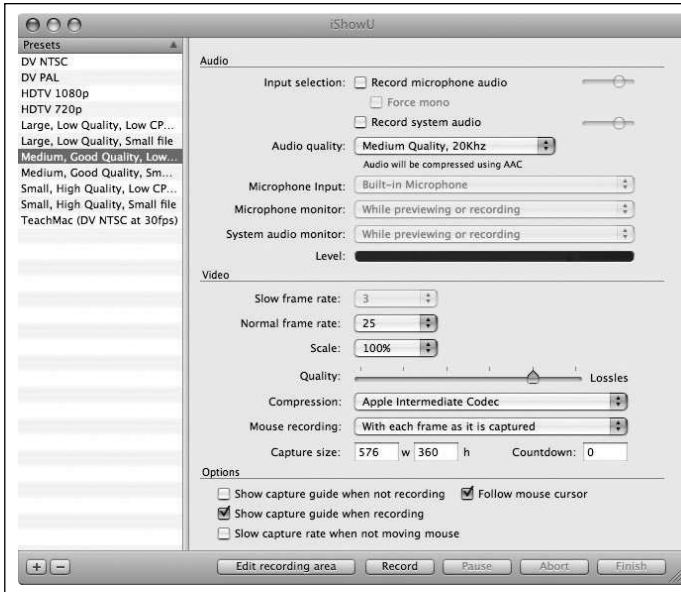 iShowU
Presets
DV NTSC
DV PAL
HDTV 1080p
HDTV 720p
Large, Low Quality, Low CP...
Large, Low Quality, Small file
Medium, Good Quality, Low...
Medium, Good Quality, Sm...
Small, High Quality, Low CP...
Small, High Quality, Small file
TeachMac (DV NTSC at 30fps)
Audio
Input selection: Record microphone audio
Force mono
Record system audio
Audio quality: Medium Quality, 20Khz
Audio will be compressed using AAC
Microphone Input: Built-in Microphone
Microphone monitor: While previewing or recording
System audio monitor: While previewing or recording
Level:
Video
Slow frame rate: 3
Normal frame rate: 25
Scale: 100%
Quality: Lossles
Compression: Apple Intermediate Codec
Mouse recording: With each frame as it is captured
Capture size: 576 w 360 h Countdown: 0
Options
Show capture guide when not recording Follow mouse cursor
Show capture guide when recording
Slow capture rate when not moving mouse
+ − Edit recording area Record Pause Abort Finish